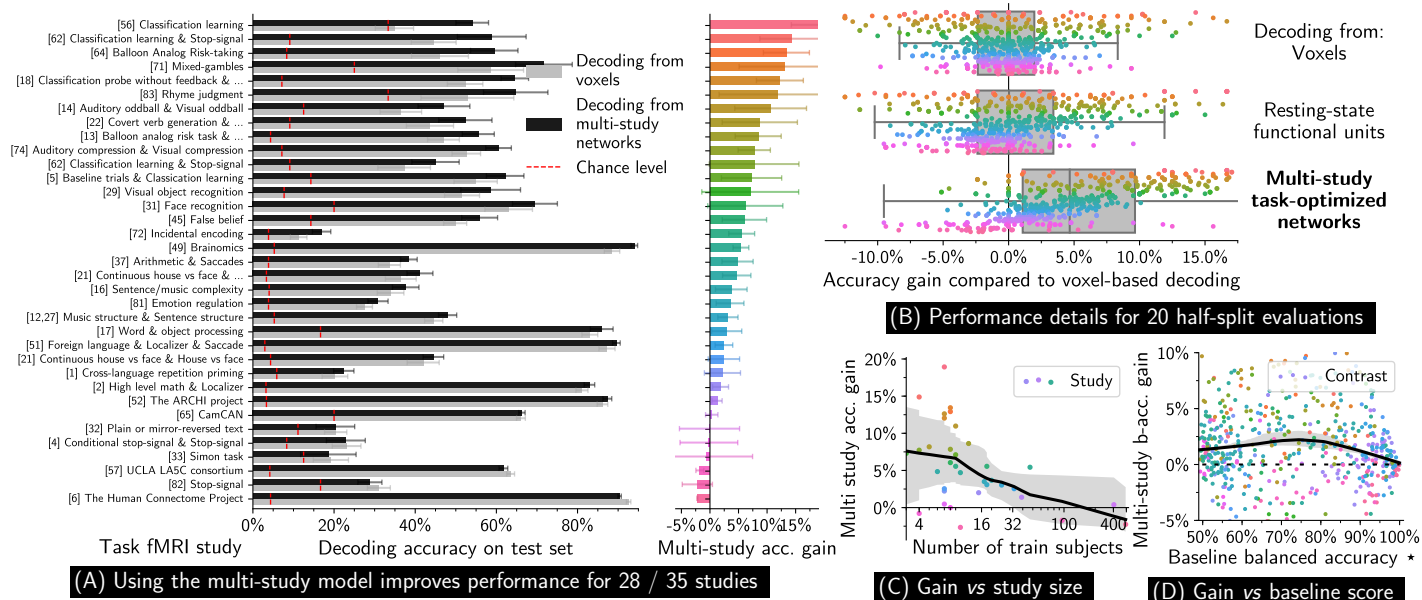 [56] Classification learning
[62] Classification learning & Stop-signal
[64] Balloon Analog Risk-taking
[71] Mixed-gambles
[18] Classification probe without feedback & ...
[83] Rhyme judgment
[14] Auditory oddball & Visual oddball
[22] Covert verb generation & ...
[13] Balloon analog risk task & ...
[74] Auditory compression & Visual compression
[62] Classification learning & Stop-signal
[5] Baseline trials & Classication learning
[29] Visual object recognition
[31] Face recognition
[45] False belief
[72] Incidental encoding
[49] Brainomics
[37] Arithmetic & Saccades
[21] Continuous house vs face & ...
[16] Sentence/music complexity
[81] Emotion regulation
[12,27] Music structure & Sentence structure
[17] Word & object processing
[51] Foreign language & Localizer & Saccade
[21] Continuous house vs face & House vs face
[1] Cross-language repetition priming
[2] High level math & Localizer
[52] The ARCHI project
[65] CamCAN
[32] Plain or mirror-reversed text
[4] Conditional stop-signal & Stop-signal
[33] Simon task
[57] UCLA LA5C consortium
[82] Stop-signal
[6] The Human Connectome Project
Decoding from
voxels
Decoding from
multi-study
networks
Chance level
0% 20% 40% 60% 80%
-5% 0% 5% 10% 15%
Task fMRI study
Decoding accuracy on test set
Multi-study acc. gain
(A) Using the multi-study model improves performance for 28 / 35 studies
Decoding from:
Voxels
Resting-state
functional units
Multi-study
task-optimized
networks
-10.0% -5.0% 0.0% 5.0% 10.0% 15.0%
Accuracy gain compared to voxel-based decoding
(B) Performance details for 20 half-split evaluations
Multi study acc. gain
20%
15%
10%
5%
0%
Study
4 16 32 100 400
Number of train subjects
(C) Gain vs study size
Multi-study b-acc. gain
10%
5%
0%
-5%
Contrast
50% 60% 70% 80% 90% 100%
Baseline balanced accuracy ⋆
(D) Gain vs baseline score